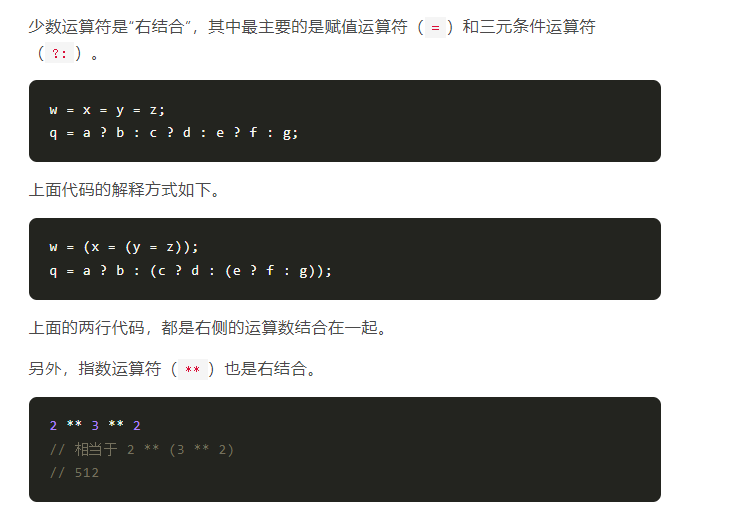 少数运算符是“右结合”，其中最主要的是赋值运算符（ = ）和三元条件运算符
（ ?: ）。
w = x = y = z;
q = a ? b : c ? d : e ? f : g;
上面代码的解释方式如下。
w = (x = (y = z));
q = a ? b : (c ? d : (e ? f : g));
上面的两行代码，都是右侧的运算数结合在一起。
另外，指数运算符（ ** ）也是右结合。
2 ** 3 ** 2
// 相当于 2 ** (3 ** 2)
// 512